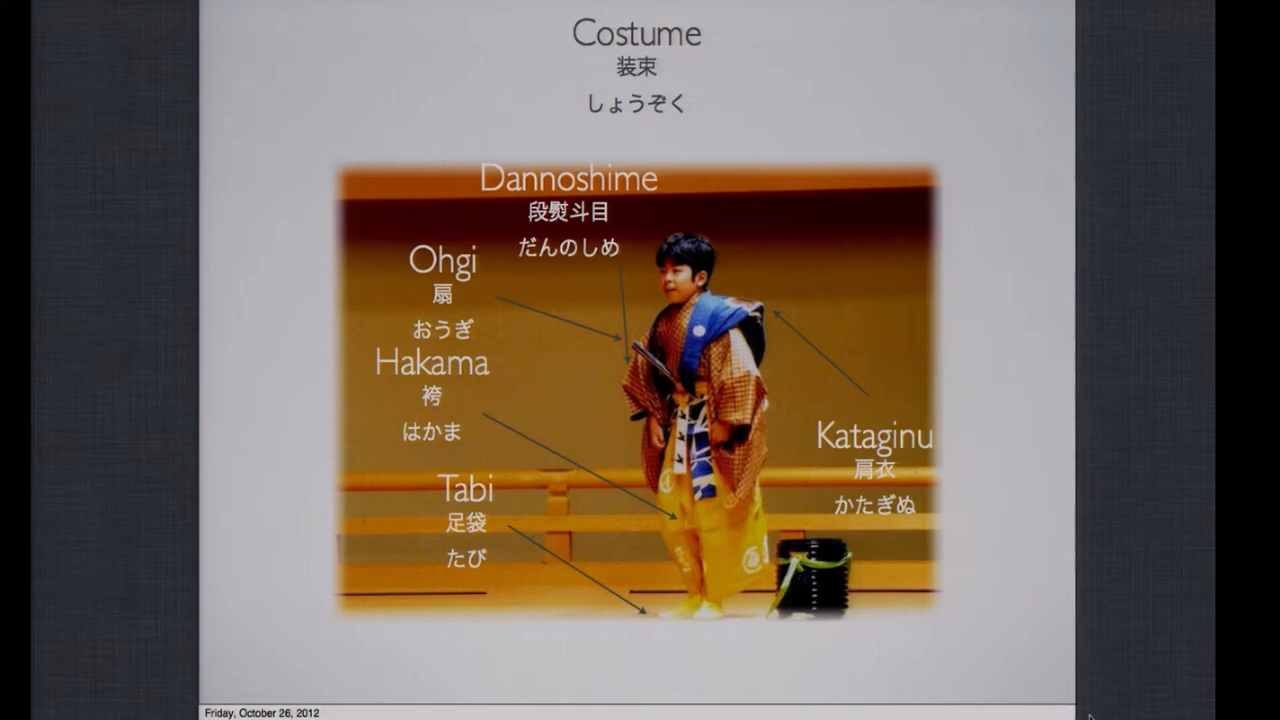 Costume
装束
しょうぞく
Dannoshime
段熨斗目
だんのしめ
Ohgi
扇
おうぎ
Hakama
袴
はかま
Kataginu
肩衣
かたぎぬ
Tabi
足袋
たび
Friday, October 26, 2012